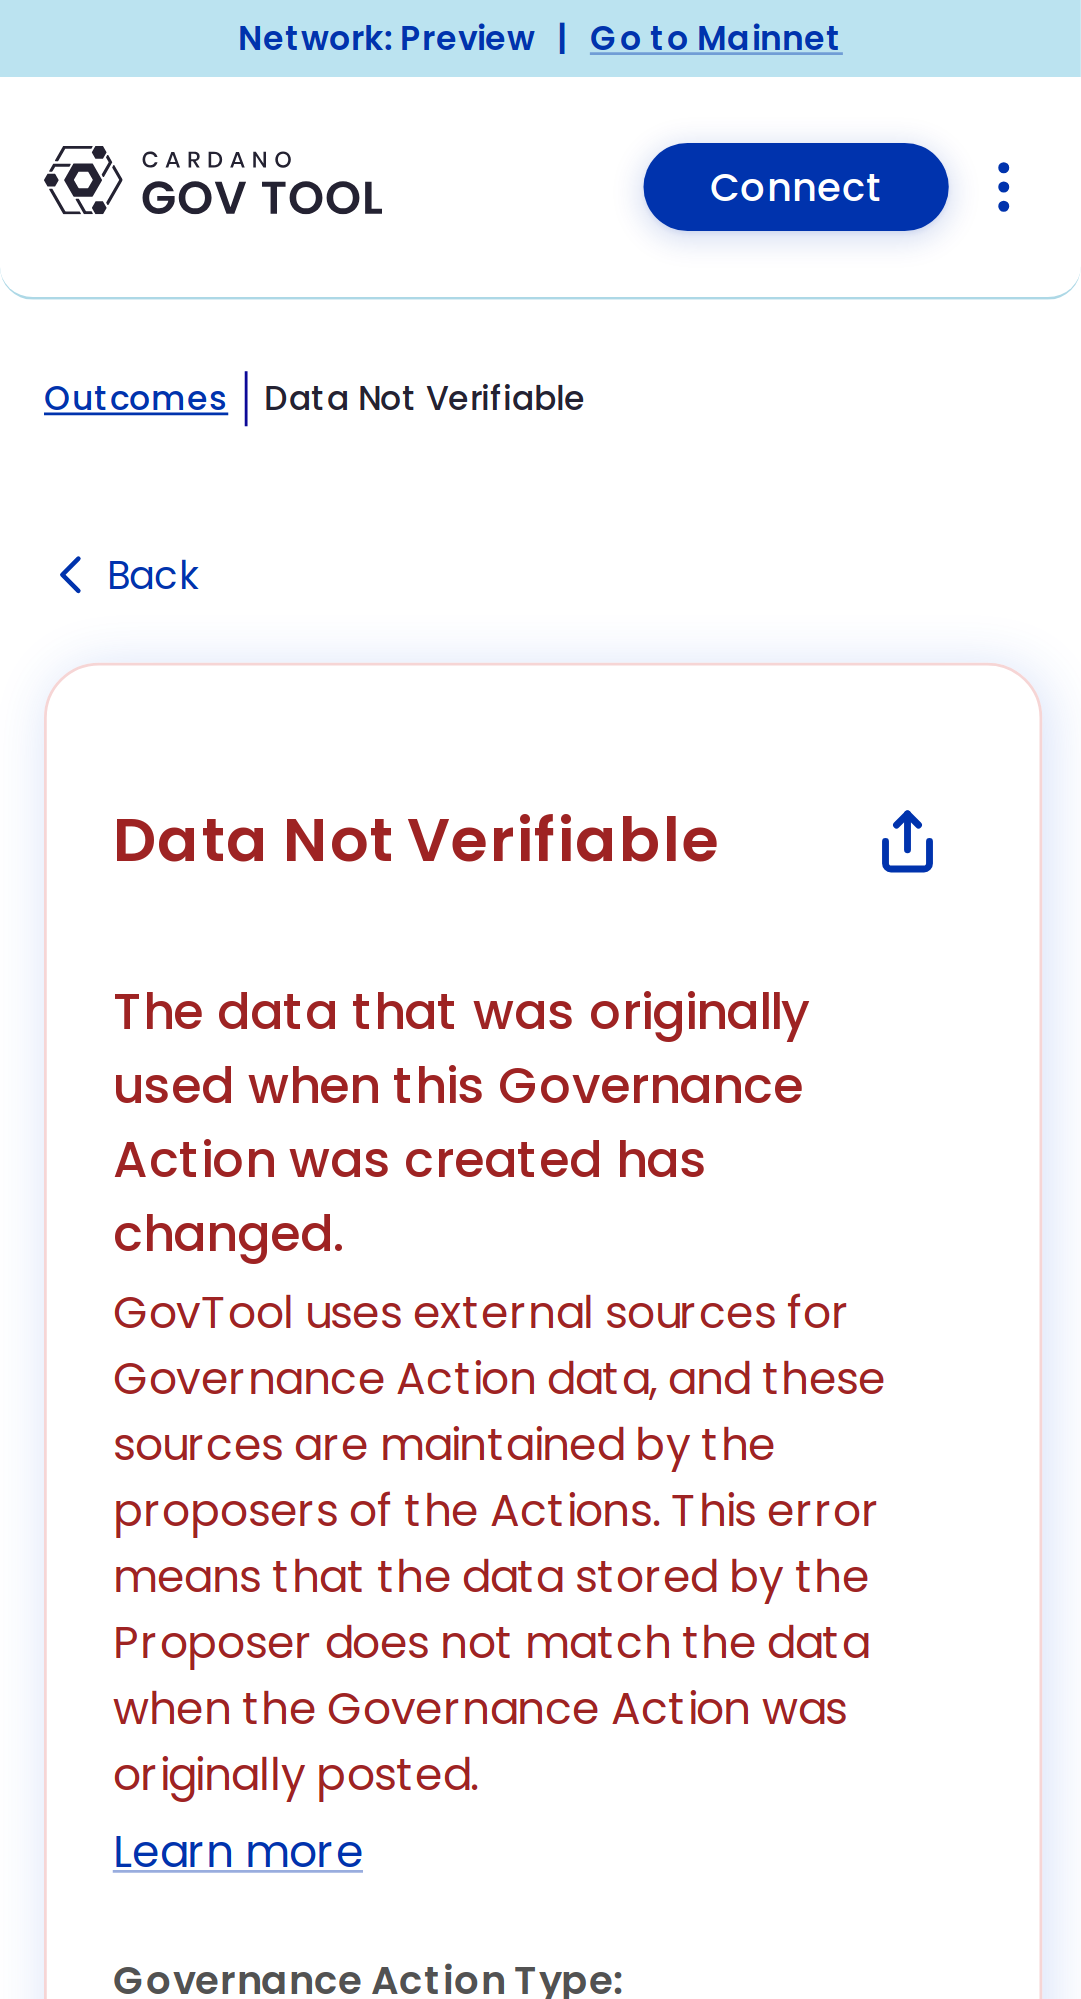 Network: Preview | Go to Mainnet
CARDANO
GOV TOOL
Connect
Outcomes | Data Not Verifiable
Back
Data Not Verifiable
The data that was originally
used when this Governance
Action was created has
changed.
GovTool uses external sources for
Governance Action data, and these
sources are maintained by the
proposers of the Actions. This error
means that the data stored by the
Proposer does not match the data
when the Governance Action was
originally posted.
Learn more
Governance Action Type: